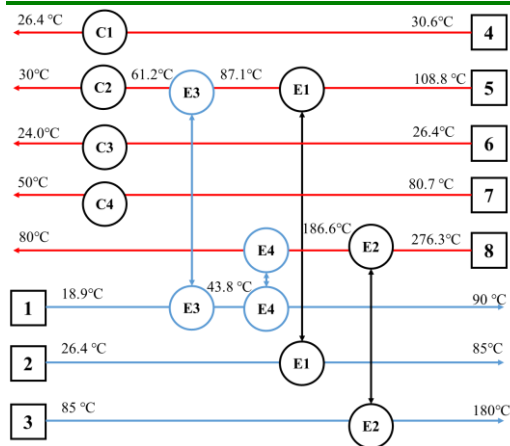 26.4 ℃ C1 30.6℃ 4
30℃ C2 61.2℃ E3 87.1℃ E1 108.8 ℃ 5
24.0℃ C3 26.4℃ 6
50℃ C4 80.7℃ 7
80℃ E4 186.6℃ E2 276.3℃ 8
1 18.9℃ E3 43.8 ℃ E4 90 ℃
2 26.4 ℃ E1 85℃
3 85 ℃ E2 180℃